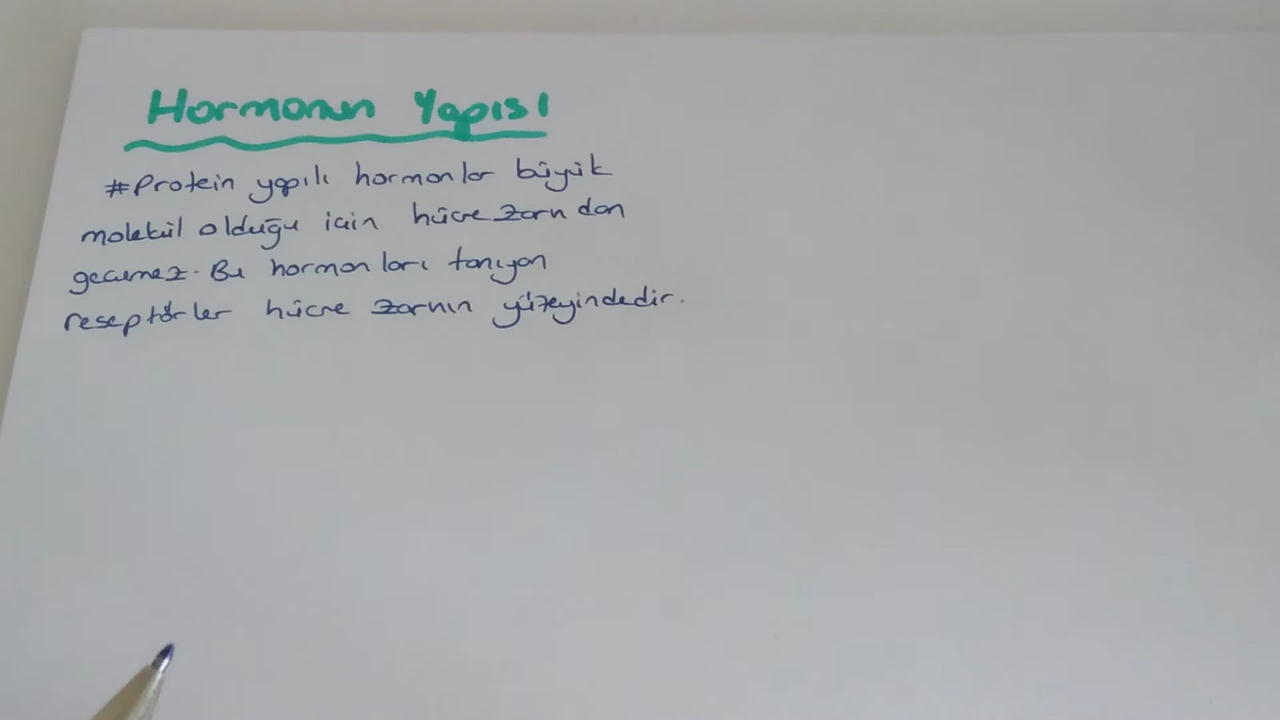 Hormonun Yapısı
#Protein yapılı hormonlar büyük
molekül olduğu için hücre zarından
geçemez. Bu hormonları tanıyan
reseptörler hücre zarının yüzeyindedir.